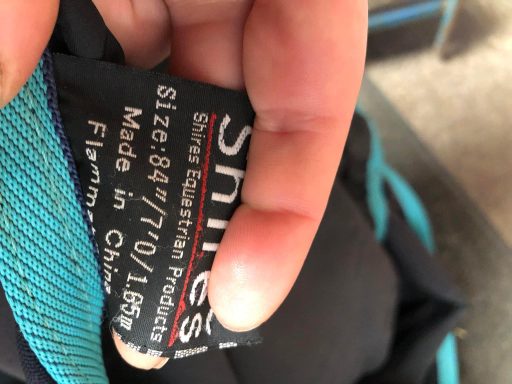 Shires
Shires Equestrian Products
Size:84"/7'0/1.65m
Made in China